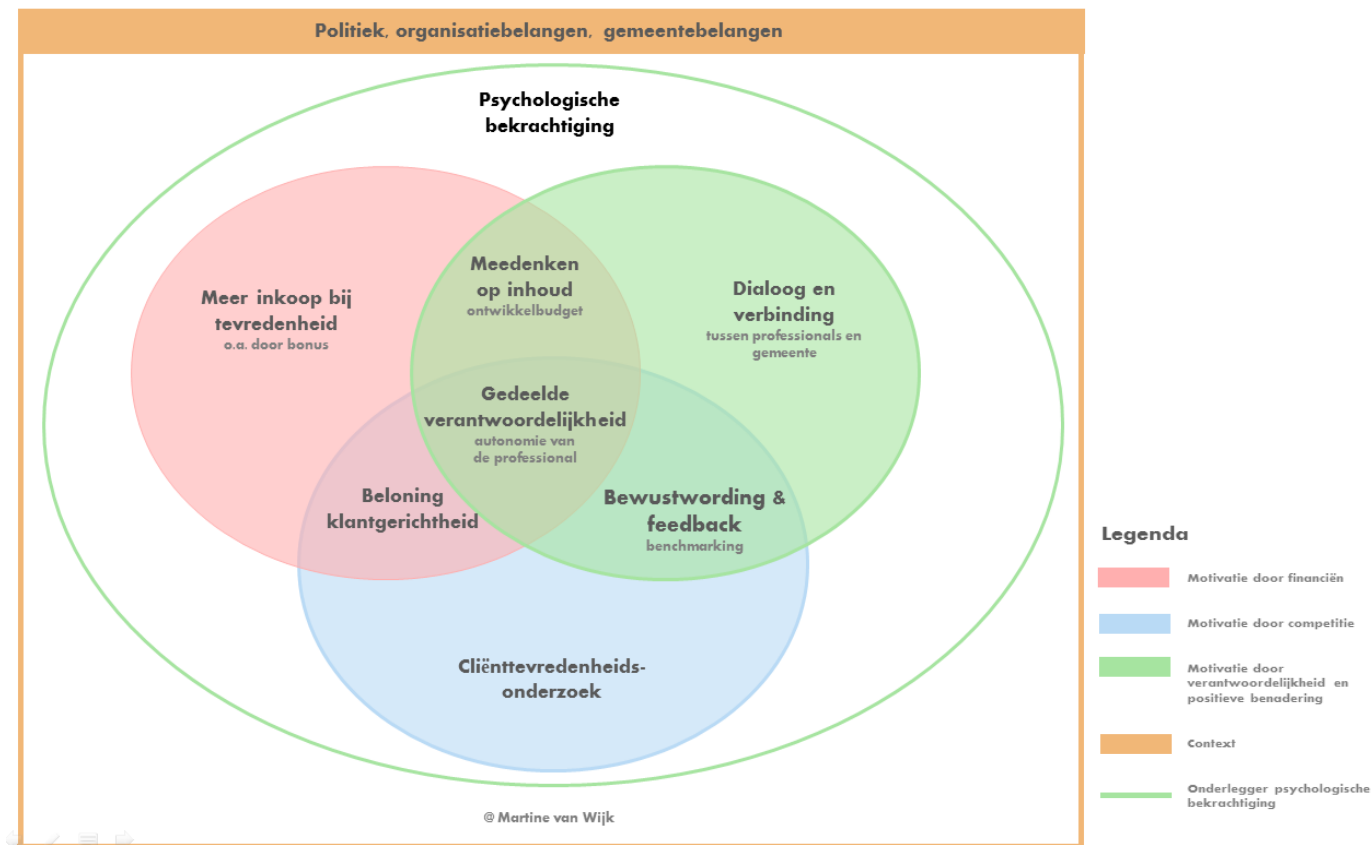 Politiek, organisatiebelangen, gemeentebelangen
Psychologische
bekrachtiging
Meer inkoop bij
tevredenheid
o.a. door bonus
Meedenken
op inhoud
ontwikkelbudget
Dialoog en
verbinding
tussen professionals en
gemeente
Gedeelde
verantwoordelijkheid
autonomie van
de professional
Beloning
klantgerichtheid
Bewustwording &
feedback
benchmarking
Cliënttevredenheids-
onderzoek
@ Martine van Wijk
Legenda
Motivatie door financiën
Motivatie door competitie
Motivatie door
verantwoordelijkheid en
positieve benadering
Context
Onderlegger psychologische
bekrachtiging